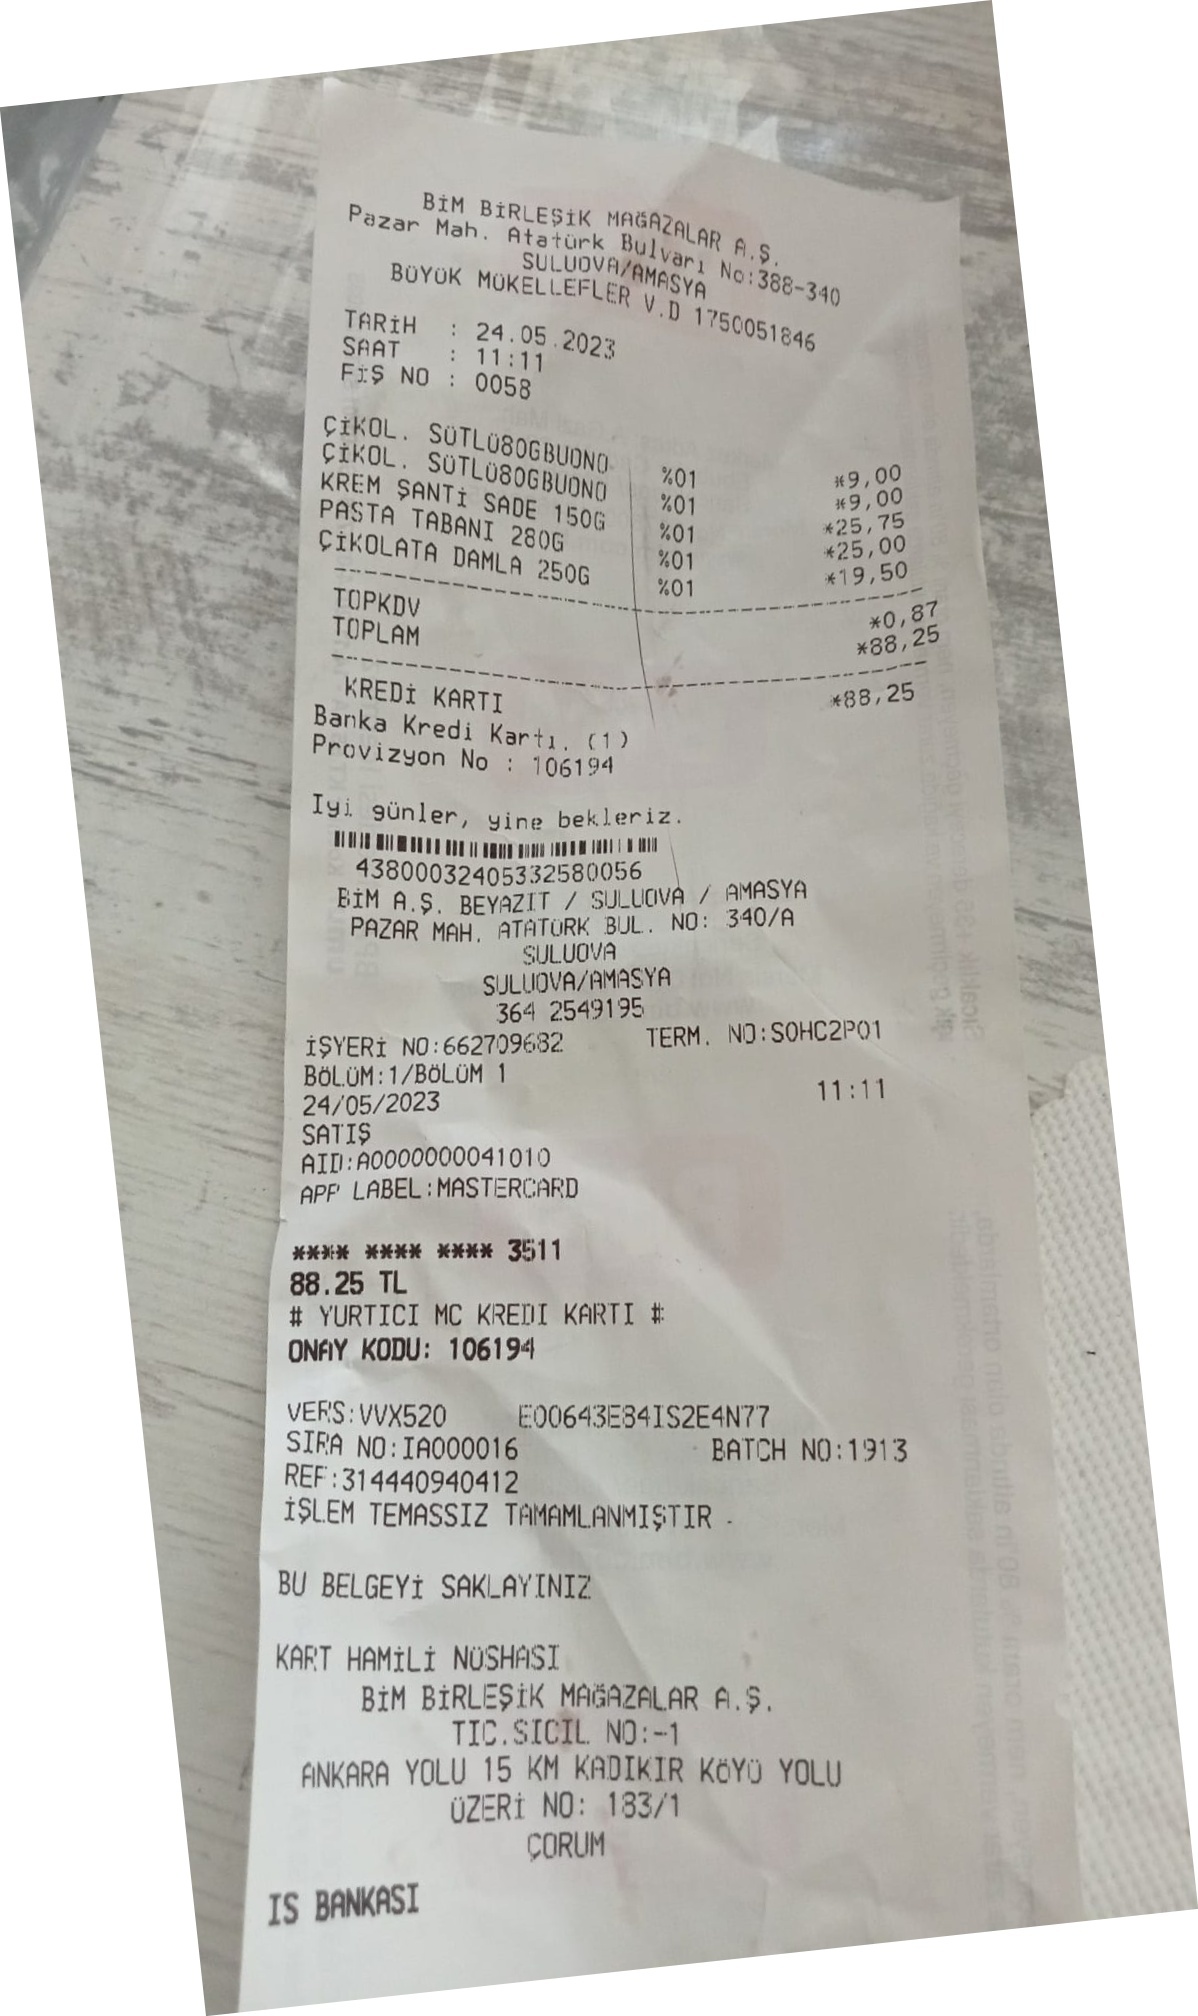 BİM BİRLEŞİK MAĞAZALAR A.Ş.
Pazar Mah. Atatürk Bulvarı No:388-340
SULUOVA/AMASYA
BÜYÜK MÜKELLEFLER V.D 1750051846
TARİH : 24.05.2023
SAAT : 11:11
FİŞ NO : 0058
ÇİKOL. SÜTLÜ80GBUONO %01 *9,00
ÇİKOL. SÜTLÜ80GBUONO %01 *9,00
KREM ŞANTİ SADE 150G %01 *25,75
PASTA TABANI 280G %01 *25,00
ÇİKOLATA DAMLA 250G %01 *19,50
TOPKDV *0,87
TOPLAM *88,25
KREDİ KARTI *88,25
Banka Kredi Kartı. (1)
Provizyon No : 106194
Iyi günler, yine bekleriz.
43800032405332580056
BİM A.Ş. BEYAZIT / SULUOVA / AMASYA
PAZAR MAH. ATATÜRK BUL. NO: 340/A
SULUOVA
SULUOVA/AMASYA
364 2549195
İŞYERİ NO:662709682 TERM. NO:S0HC2P01
BÖLÜM:1/BÖLÜM 1
24/05/2023 11:11
SATIŞ
AID:A0000000041010
APP LABEL:MASTERCARD
**** **** **** 3511
88.25 TL
# YURTICI MC KREDI KARTI #
ONAY KODU: 106194
VERS:VVX520 E00643E84IS2E4N77
SIRA NO:IA000016 BATCH NO:1913
REF:314440940412
İŞLEM TEMASSIZ TAMAMLANMIŞTIR .
BU BELGEYİ SAKLAYINIZ
KART HAMİLİ NÜSHASI
BİM BİRLEŞİK MAĞAZALAR A.Ş.
TIC.SICIL NO:-1
ANKARA YOLU 15 KM KADIKIR KÖYÜ YOLU
ÜZERİ NO: 183/1
ÇORUM
IS BANKASI